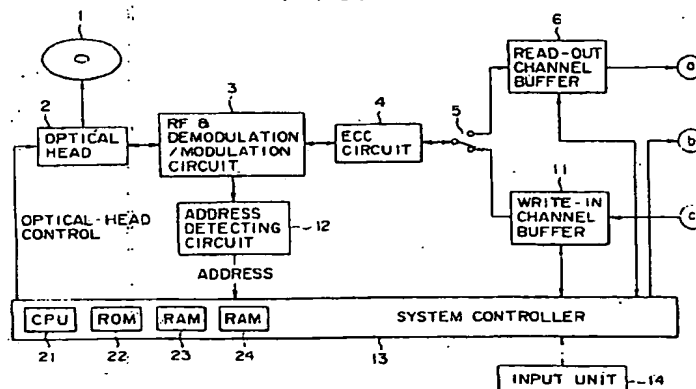 1
2
OPTICAL
HEAD
3
RF &
DEMODULATION
/MODULATION
CIRCUIT
4
ECC
CIRCUIT
5
6
READ-OUT
CHANNEL
BUFFER
a
b
11
WRITE-IN
CHANNEL
BUFFER
c
OPTICAL-HEAD
CONTROL
ADDRESS
DETECTING
CIRCUIT
12
ADDRESS
CPU
ROM
RAM
RAM
SYSTEM CONTROLLER
21
22
23
24
13
INPUT UNIT
14